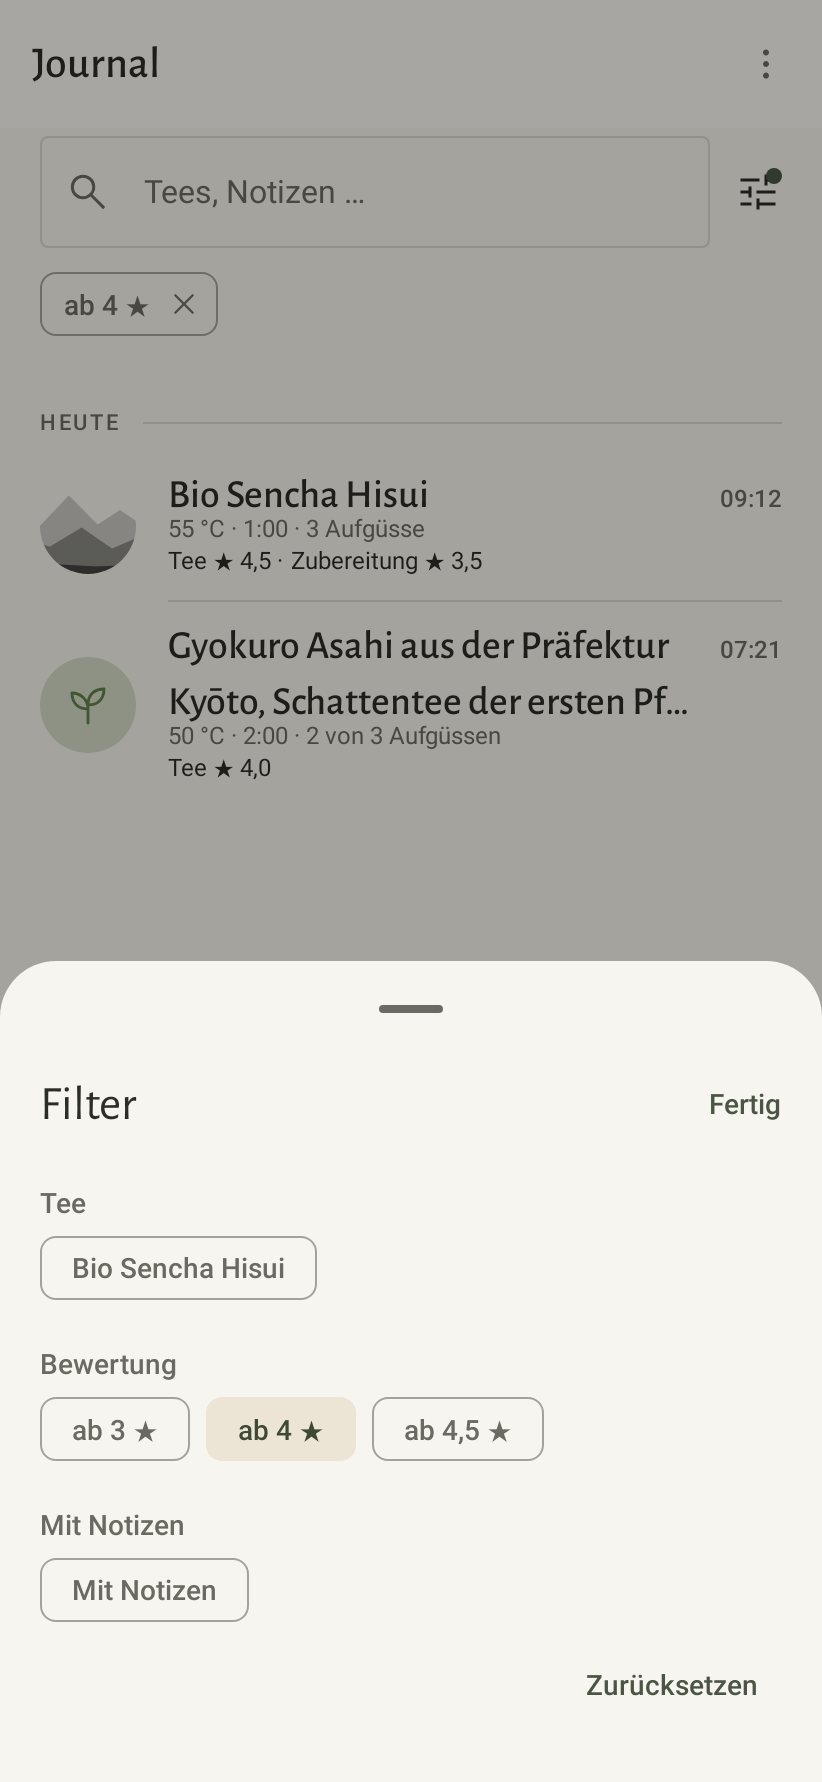 Journal
Tees, Notizen …
ab 4 ★
HEUTE
Bio Sencha Hisui
09:12
55 °C · 1:00 · 3 Aufgüsse
Tee ★ 4,5 · Zubereitung ★ 3,5
Gyokuro Asahi aus der Präfektur
07:21
Kyōto, Schattentee der ersten Pf…
50 °C · 2:00 · 2 von 3 Aufgüssen
Tee ★ 4,0
Filter
Fertig
Tee
Bio Sencha Hisui
Bewertung
ab 3 ★ ab 4 ★ ab 4,5 ★
Mit Notizen
Mit Notizen
Zurücksetzen